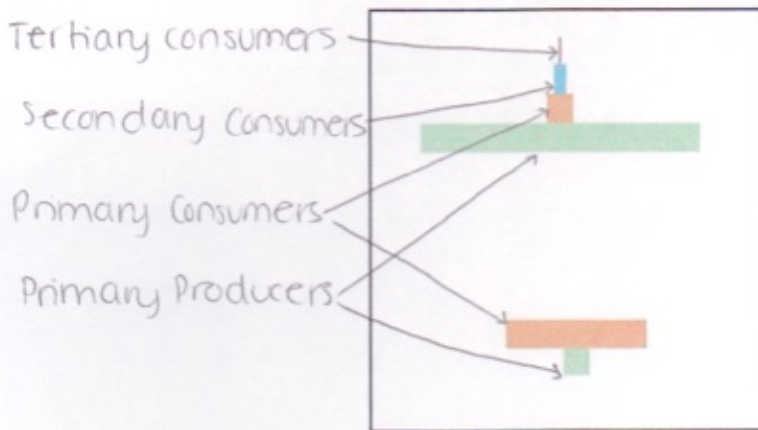 Tertiary consumers
Secondary Consumers
Primary Consumers
Primary Producers